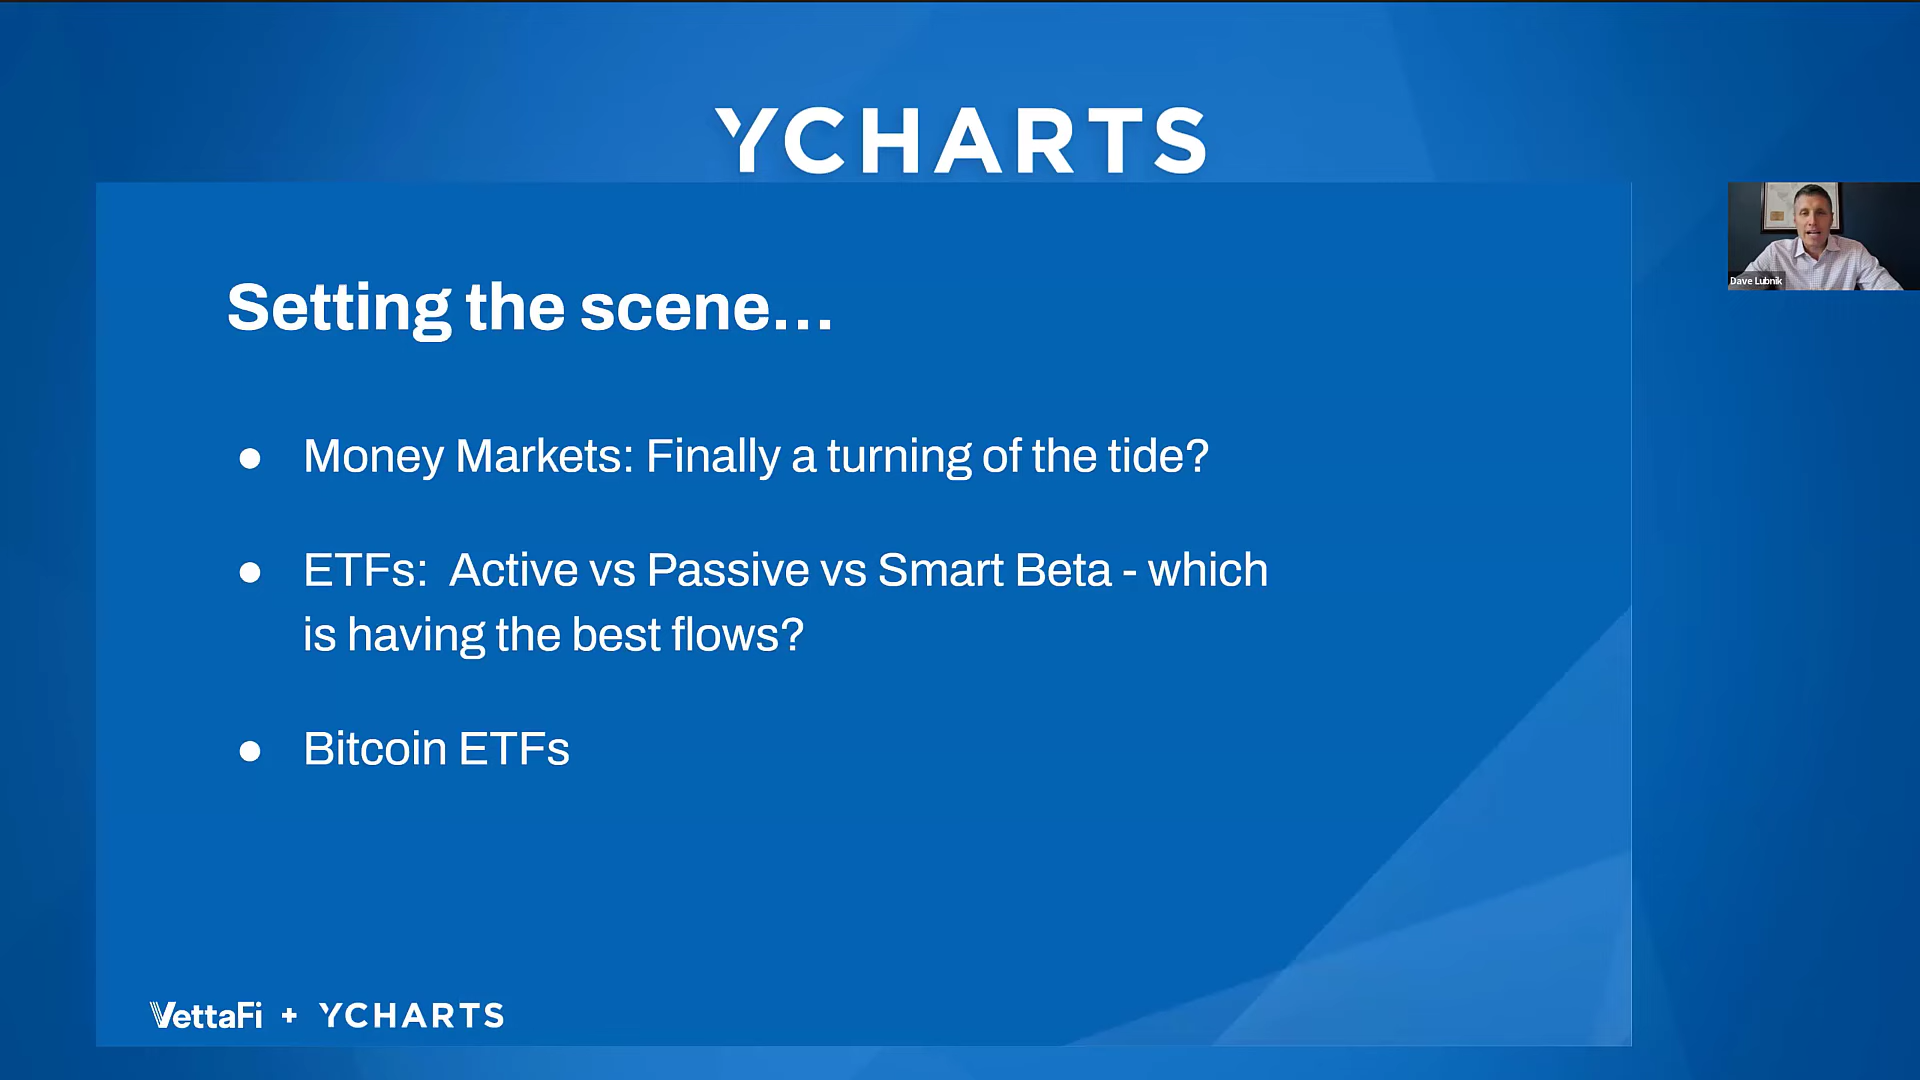 YCHARTS
Setting the scene...
Dave Lubnik
● Money Markets: Finally a turning of the tide?
● ETFs: Active vs Passive vs Smart Beta - which
is having the best flows?
● Bitcoin ETFs
VettaFi + YCHARTS